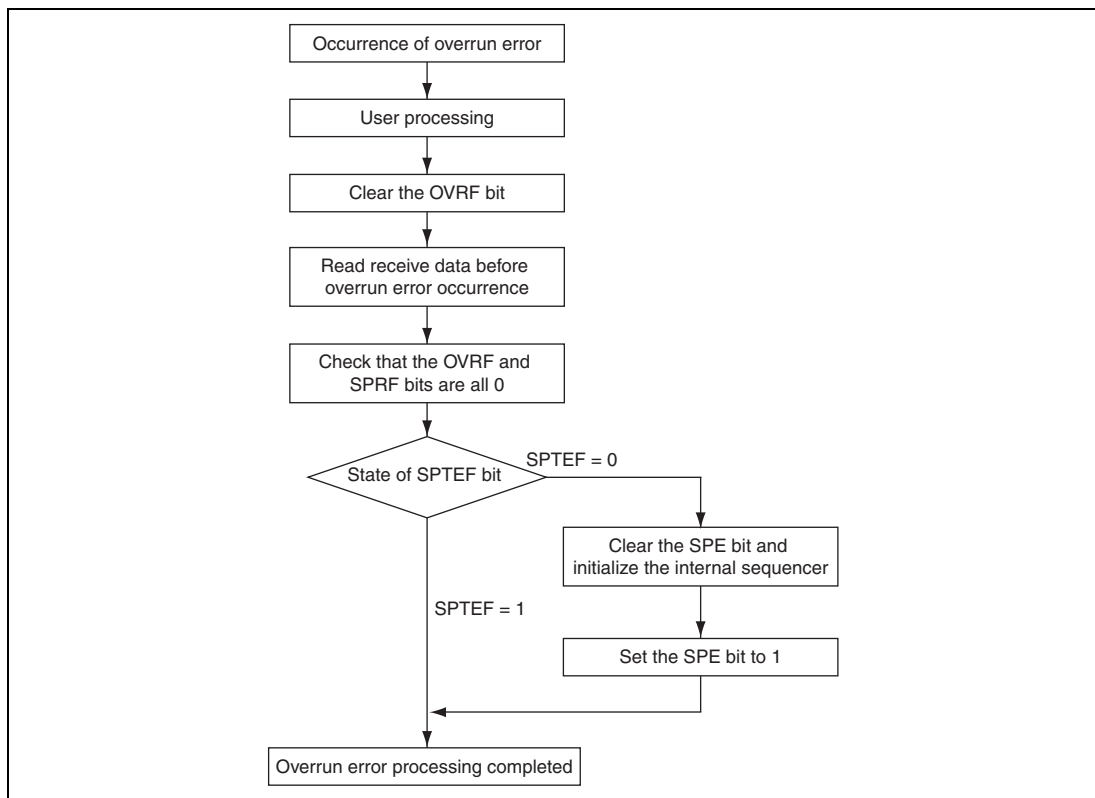 Occurrence of overrun error
User processing
Clear the OVRF bit
Read receive data before
overrun error occurrence
Check that the OVRF and
SPRF bits are all 0
State of SPTEF bit
SPTEF = 0
Clear the SPE bit and
initialize the internal sequencer
SPTEF = 1
Set the SPE bit to 1
Overrun error processing completed